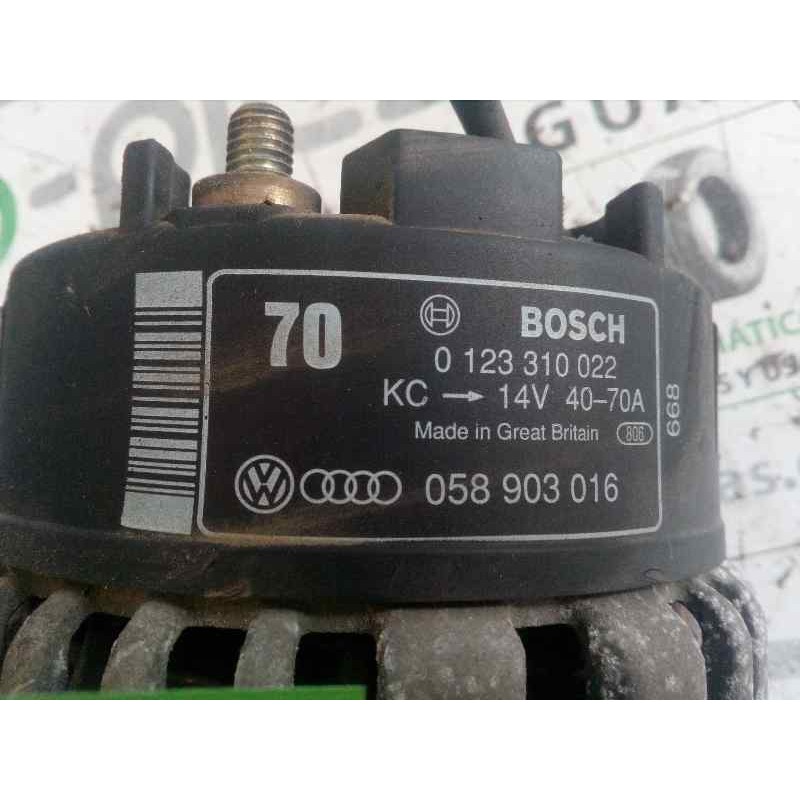 70
BOSCH
0 123 310 022
KC → 14V 40-70A
Made in Great Britain 806
668
058 903 016